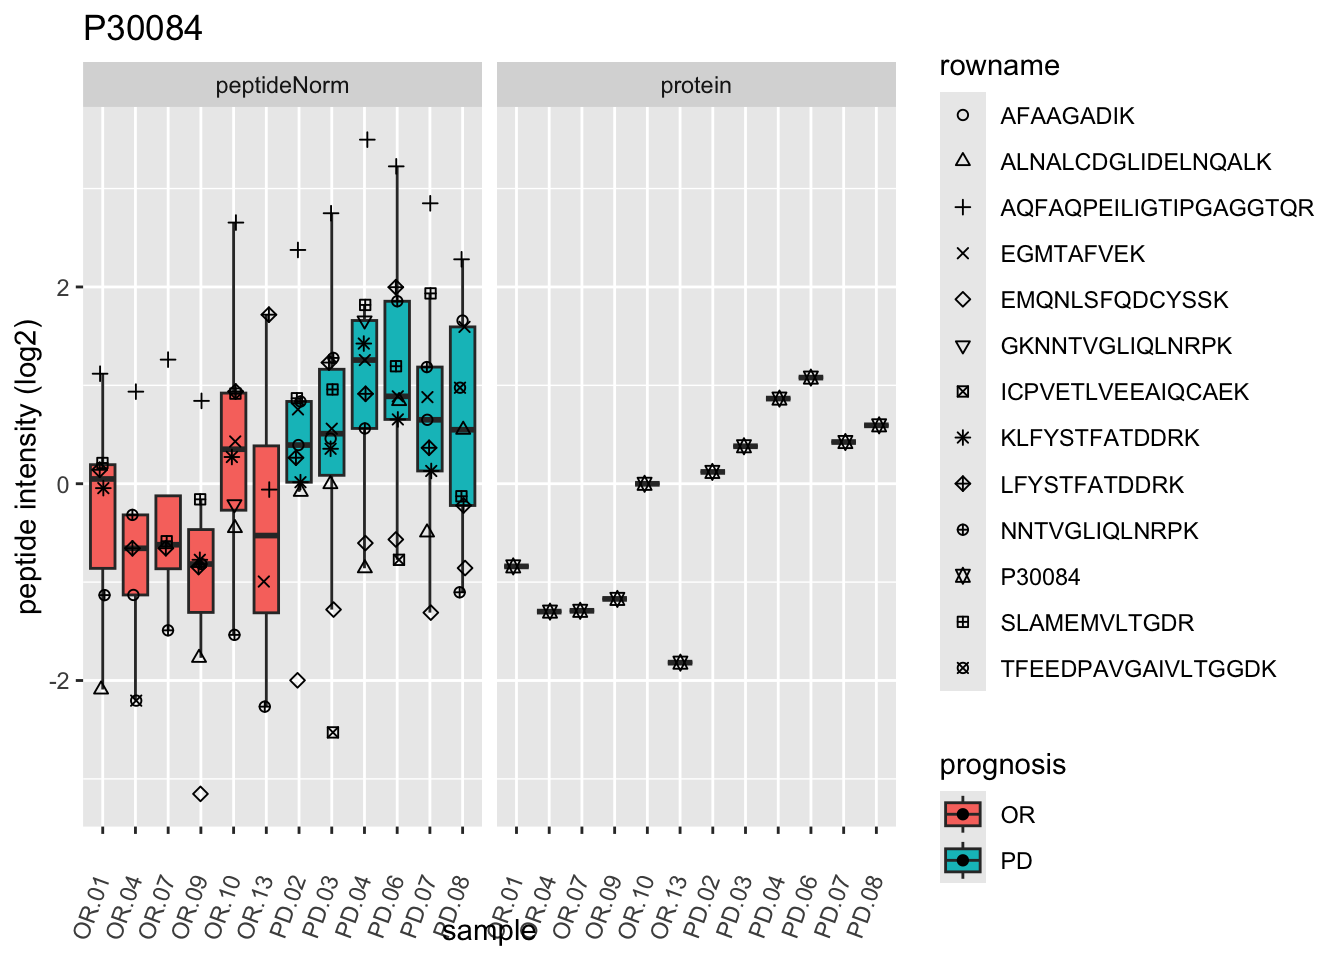 P30084
peptideNorm
protein
peptide intensity (log2)
2
0
-2
OR.01
OR.04
OR.07
OR.09
OR.10
OR.13
PD.02
PD.03
PD.04
PD.06
PD.07
PD.08
OR.01
OR.04
OR.07
OR.09
OR.10
OR.13
PD.02
PD.03
PD.04
PD.06
PD.07
PD.08
sample
rowname
AFAAGADIK
ALNALCDGLIDELNQALK
AQFAQPEILIGTIPGAGGTQR
EGMTAFVEK
EMQNLSFQDCYSSK
GKNNTVGLIQLNRPK
ICPVETLVEEAIQCAEK
KLFYSTFATDDRK
LFYSTFATDDRK
NNTVGLIQLNRPK
P30084
SLAMEMVLTGDR
TFEEDPAVGAIVLTGGDK
prognosis
OR
PD